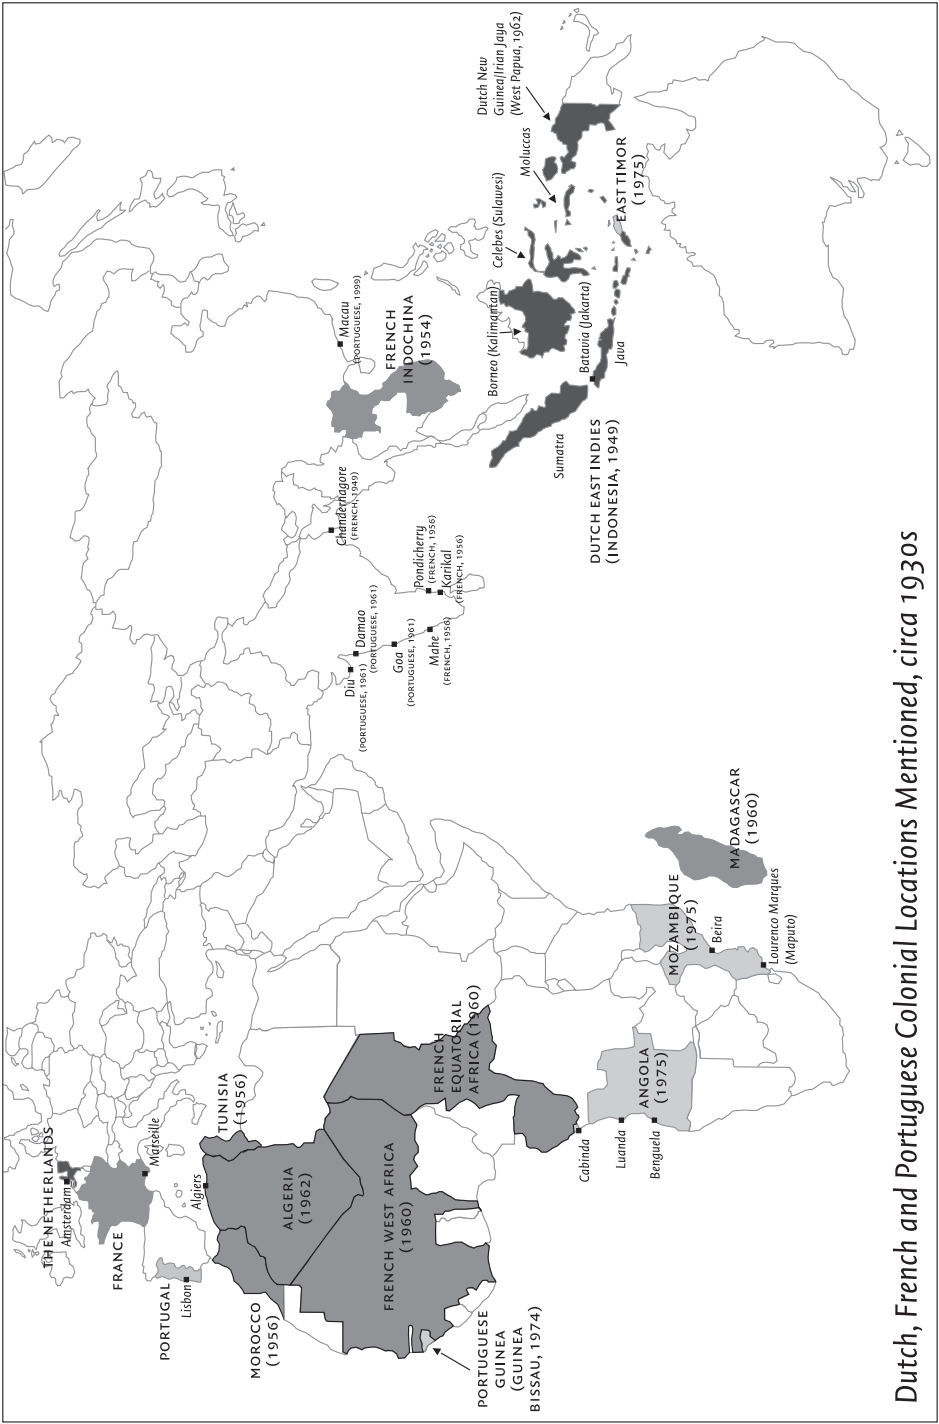 THE NETHERLANDS
Amsterdam
FRANCE
Marseille
PORTUGAL
Lisbon
Algiers
TUNISIA
(1956)
MOROCCO
(1956)
ALGERIA
(1962)
FRENCH WEST AFRICA
(1960)
FRENCH
EQUATORIAL
AFRICA (1960)
PORTUGUESE
GUINEA
(GUINEA
BISSAU, 1974)
Cabinda
Luanda
Benguela
ANGOLA
(1975)
MOZAMBIQUE
(1975)
Beira
Lourenco Marques
(Maputo)
MADAGASCAR
(1960)
Diu
(PORTUGUESE, 1961)
Damao
(PORTUGUESE, 1961)
Goa
(PORTUGUESE, 1961)
Mahe
(FRENCH, 1956)
Pondicherry
(FRENCH, 1956)
Karikal
(FRENCH, 1956)
Chandernagore
(FRENCH, 1949)
Macau
(PORTUGUESE, 1999)
FRENCH
INDOCHINA
(1954)
Sumatra
DUTCH EAST INDIES
(INDONESIA, 1949)
Borneo (Kalimantan)
Batavia (Jakarta)
Java
Celebes (Sulawesi)
Moluccas
Dutch New
Guinea/Irian Jaya
(West Papua, 1962)
EAST TIMOR
(1975)
Dutch, French and Portuguese Colonial Locations Mentioned, circa 1930s